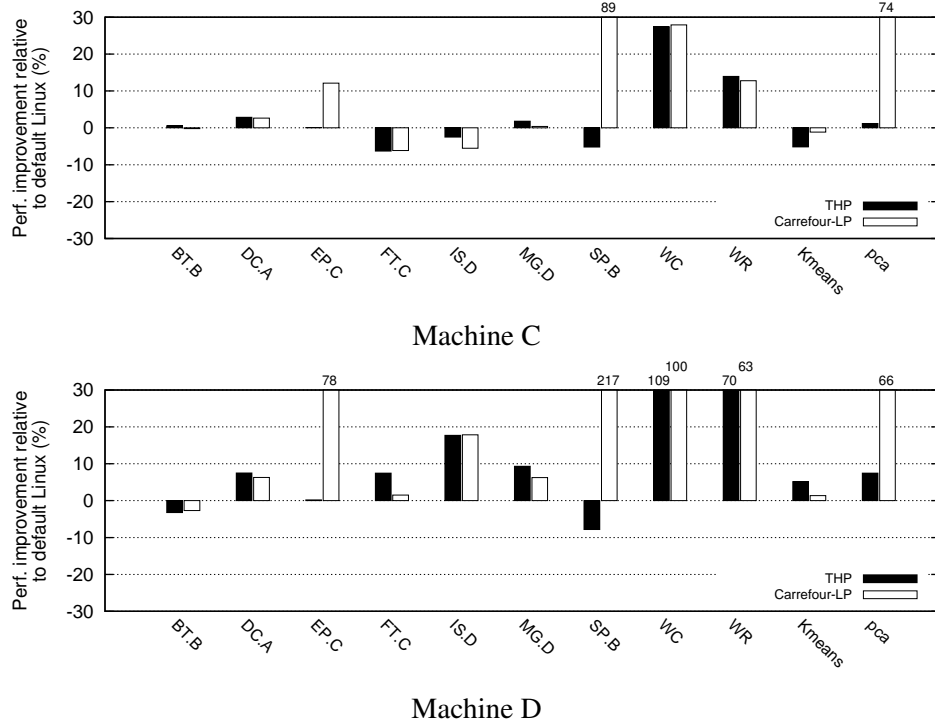 89
74
30
20
10
0
-10
-20
-30
Perf. improvement relative
to default Linux (%)
THP
Carrefour-LP
BT.B
DC.A
EP.C
FT.C
IS.D
MG.D
SP.B
WC
WR
Kmeans
pca
Machine C
78
217
109
100
70
63
66
30
20
10
0
-10
-20
-30
Perf. improvement relative
to default Linux (%)
THP
Carrefour-LP
BT.B
DC.A
EP.C
FT.C
IS.D
MG.D
SP.B
WC
WR
Kmeans
pca
Machine D